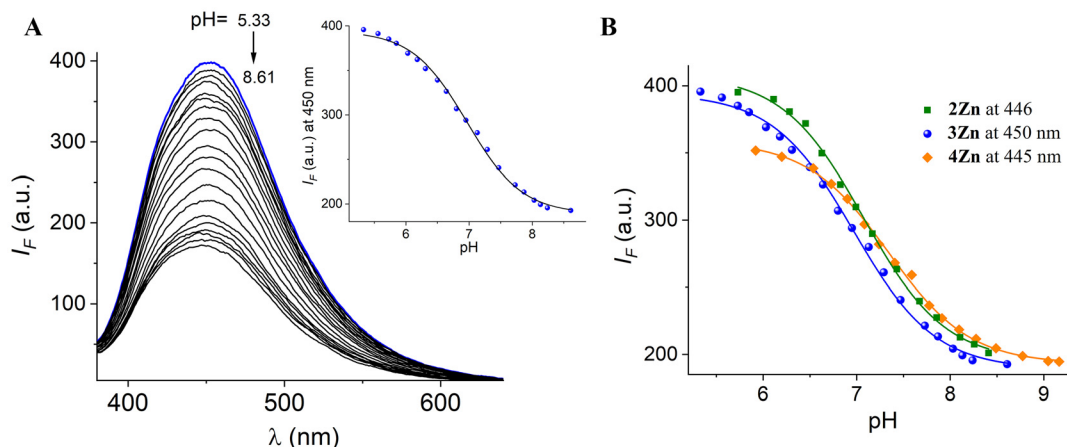 A
pH= 5.33
8.61
I_F (a.u.)
400
300
200
100
400
500
600
λ (nm)
I_F (a.u.) at 450 nm
400
350
300
250
200
6
7
8
pH
B
2Zn at 446
3Zn at 450 nm
4Zn at 445 nm
I_F (a.u.)
400
300
200
6
7
8
9
pH